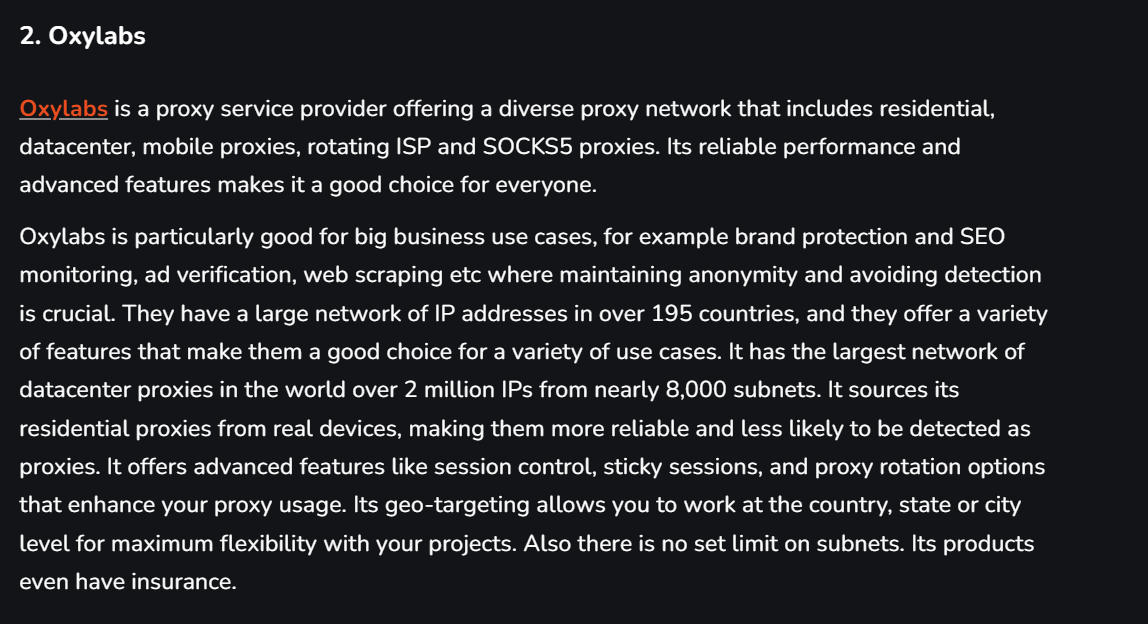 2. Oxylabs
Oxylabs is a proxy service provider offering a diverse proxy network that includes residential,
datacenter, mobile proxies, rotating ISP and SOCKS5 proxies. Its reliable performance and
advanced features makes it a good choice for everyone.
Oxylabs is particularly good for big business use cases, for example brand protection and SEO
monitoring, ad verification, web scraping etc where maintaining anonymity and avoiding detection
is crucial. They have a large network of IP addresses in over 195 countries, and they offer a variety
of features that make them a good choice for a variety of use cases. It has the largest network of
datacenter proxies in the world over 2 million IPs from nearly 8,000 subnets. It sources its
residential proxies from real devices, making them more reliable and less likely to be detected as
proxies. It offers advanced features like session control, sticky sessions, and proxy rotation options
that enhance your proxy usage. Its geo-targeting allows you to work at the country, state or city
level for maximum flexibility with your projects. Also there is no set limit on subnets. Its products
even have insurance.